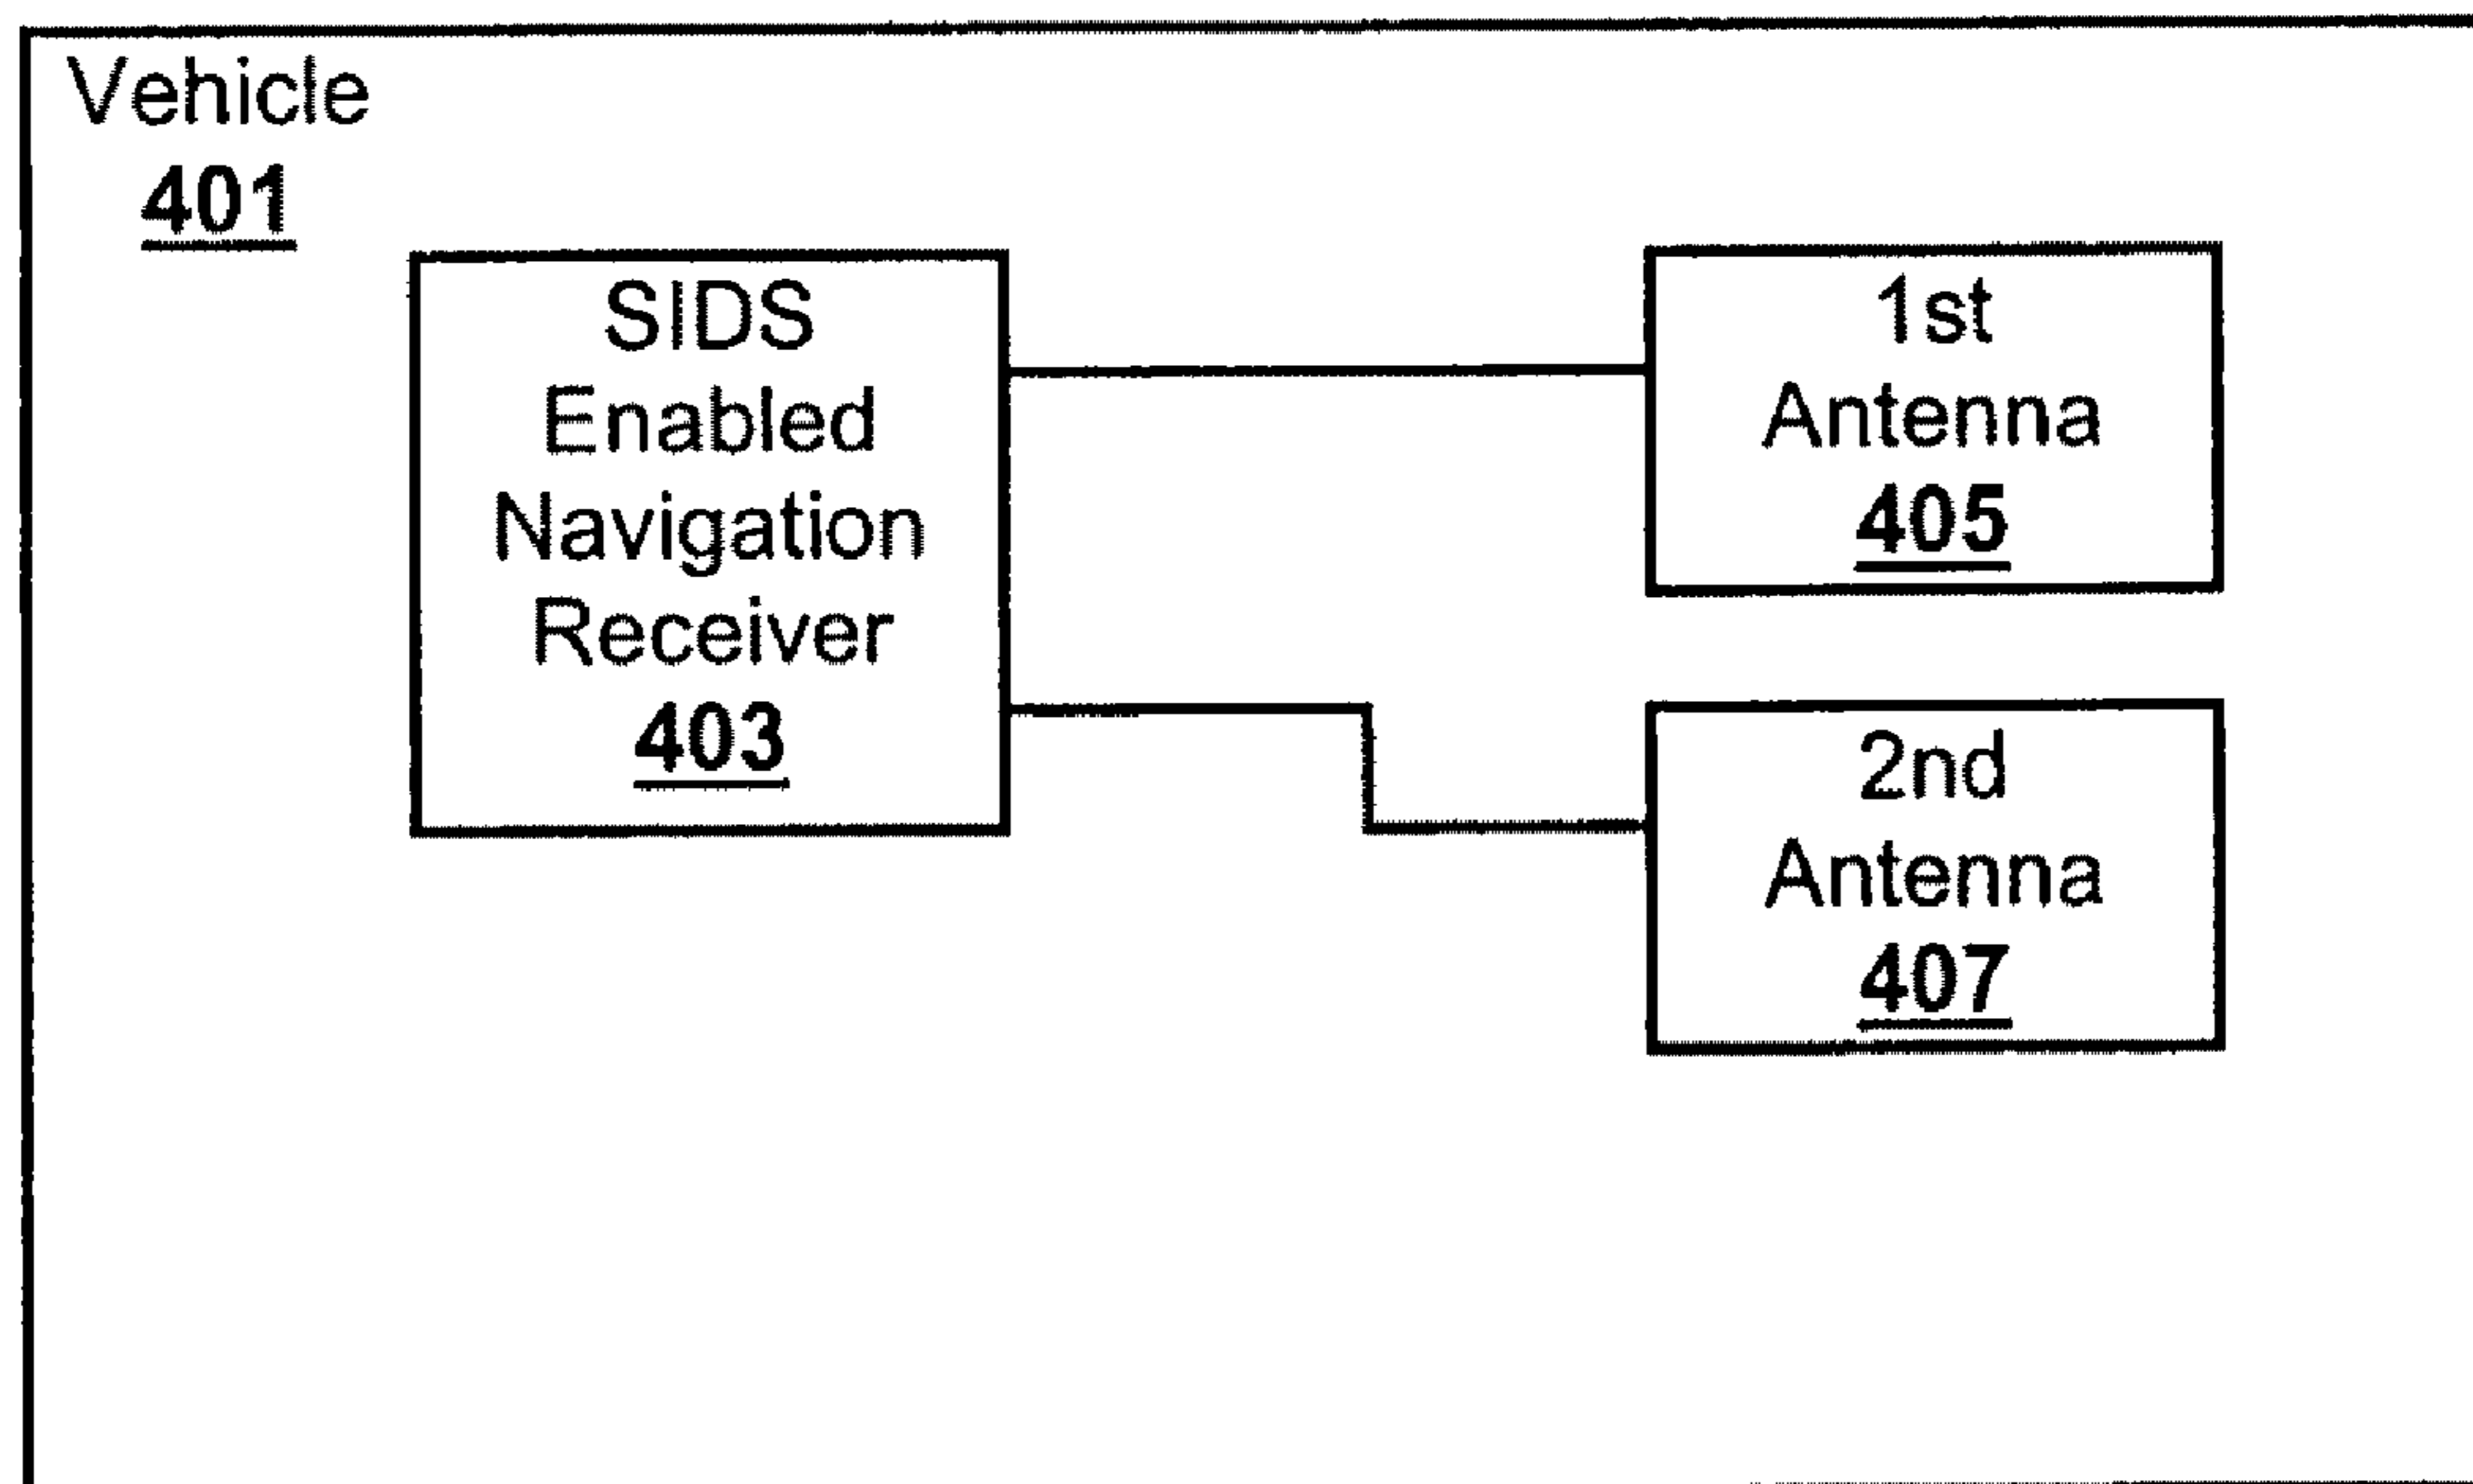 Vehicle
401
SIDS
Enabled
Navigation
Receiver
403
1st
Antenna
405
2nd
Antenna
407